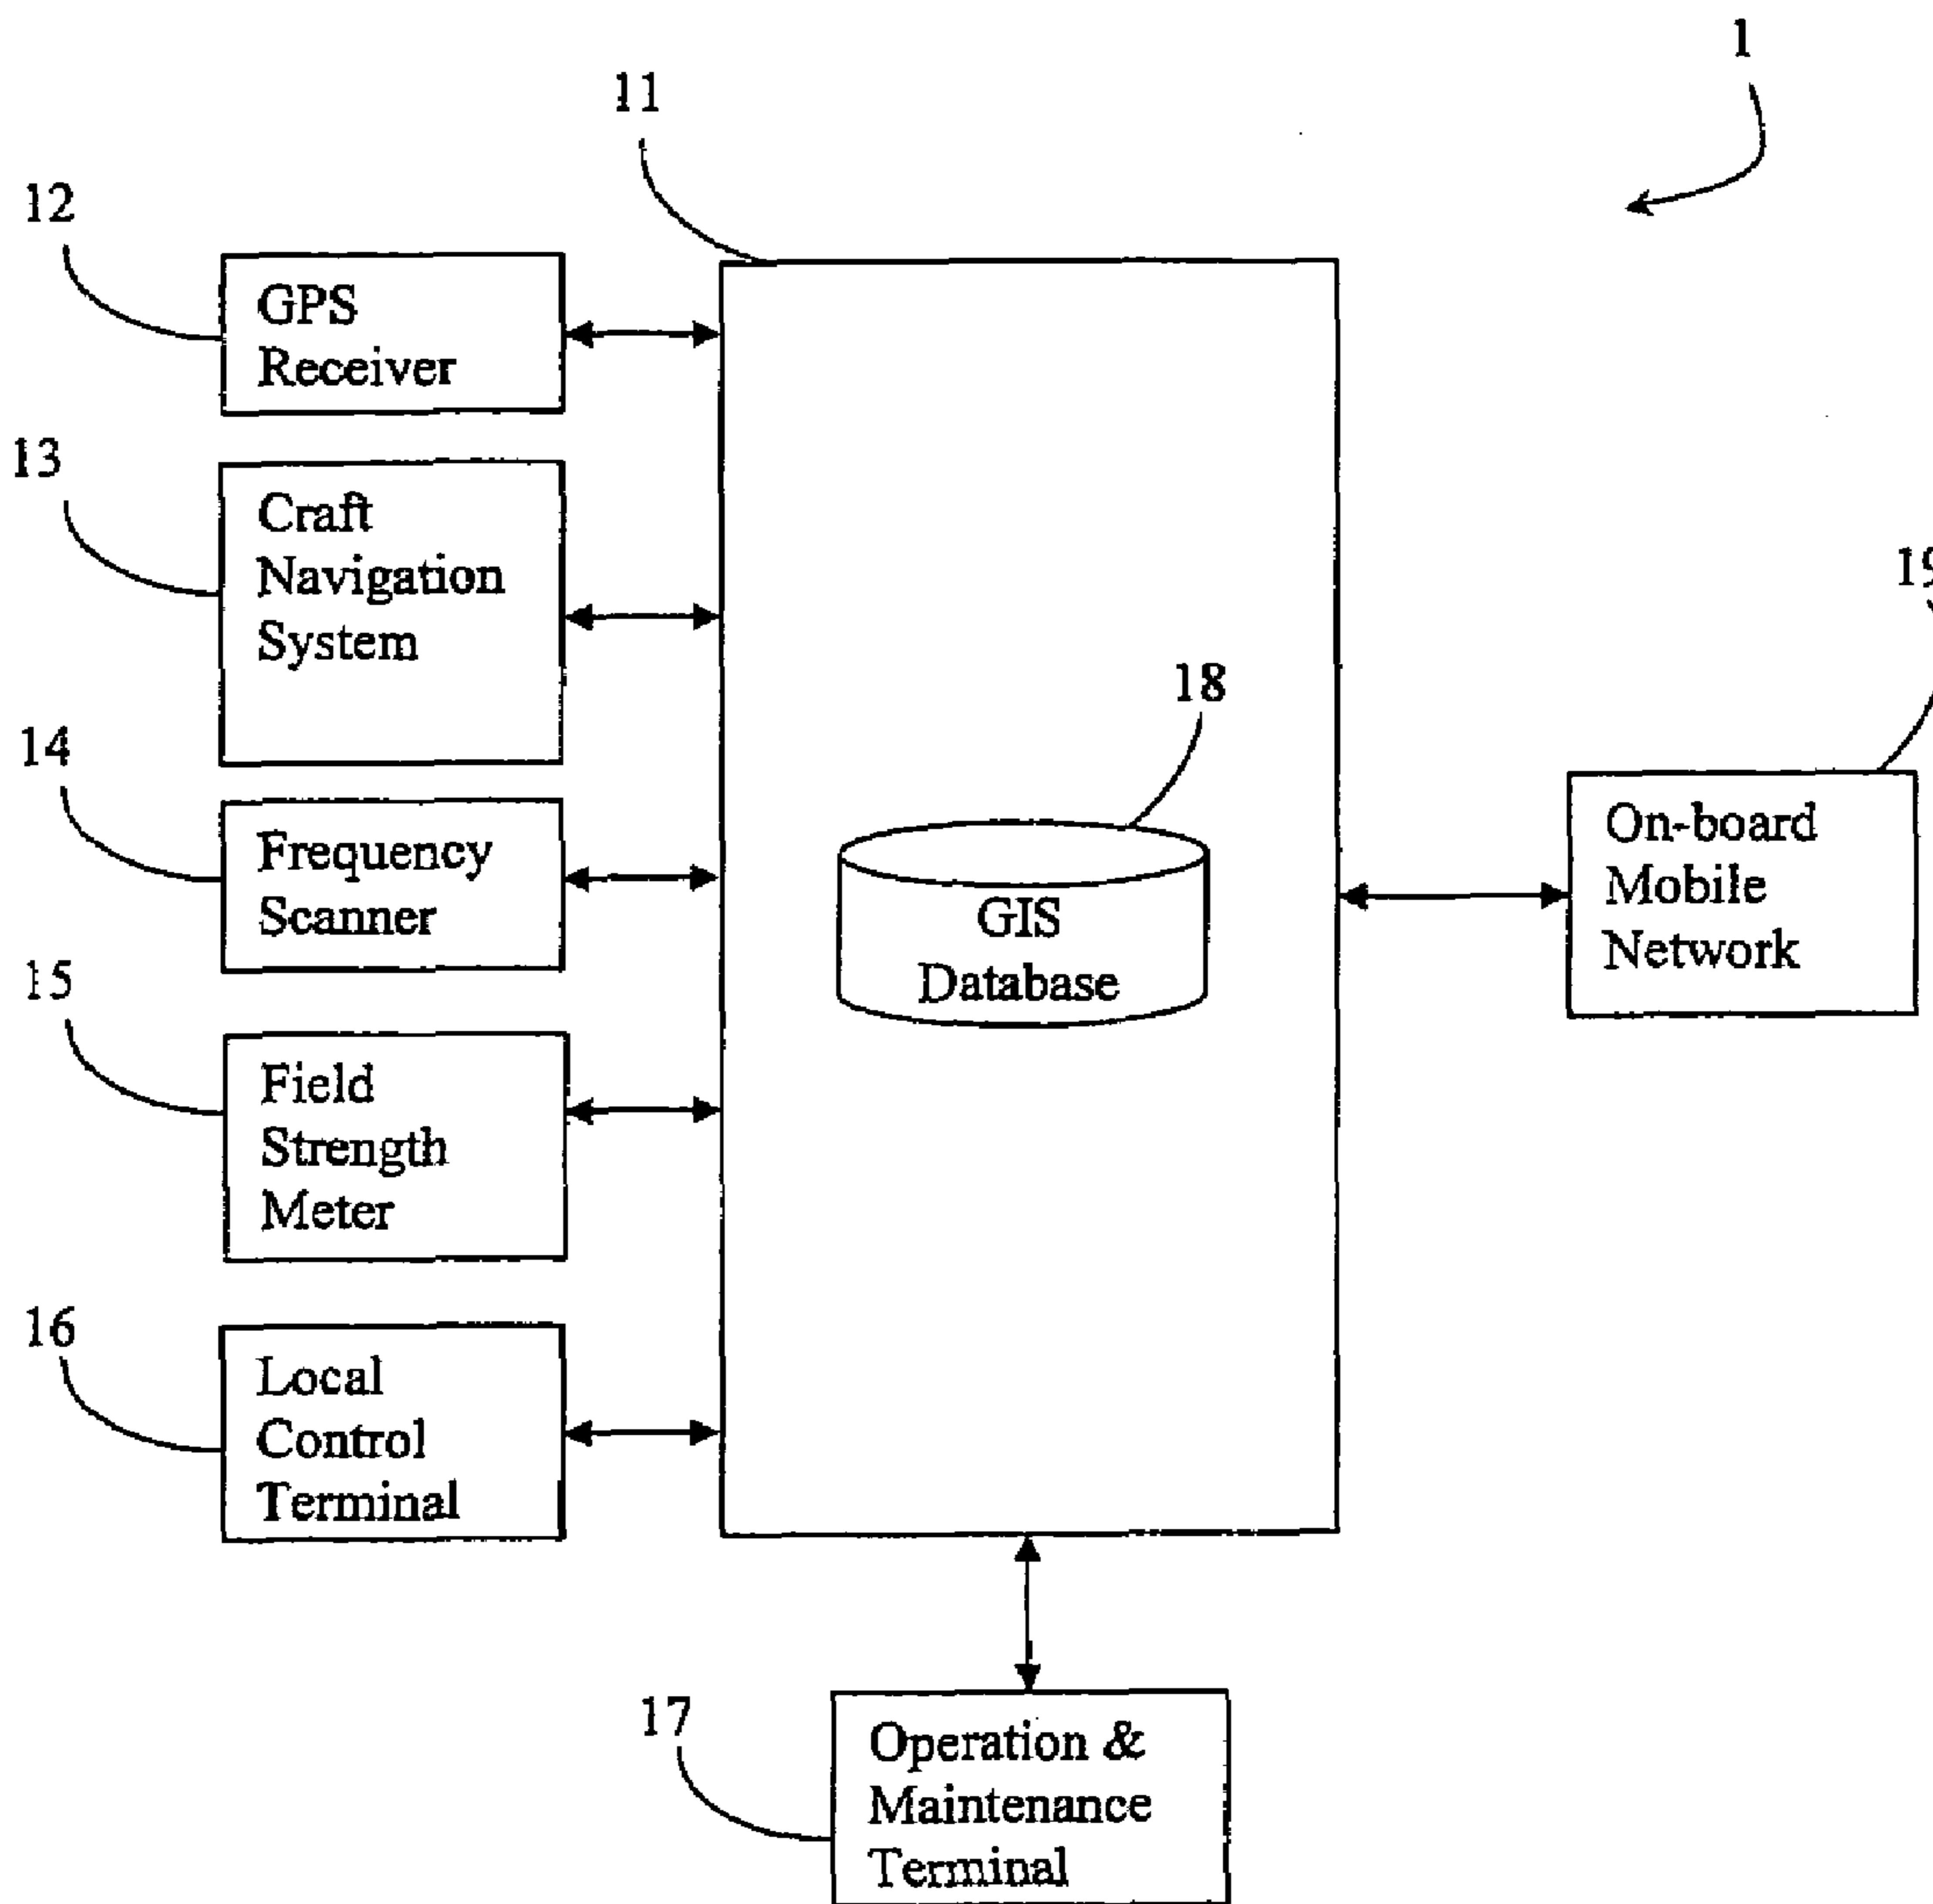 1
11
12
GPS
Receiver
13
Craft
Navigation
System
19
18
14
Frequency
Scanner
On-board
Mobile
Network
GIS
Database
15
Field
Strength
Meter
16
Local
Control
Terminal
17
Operation &
Maintenance
Terminal